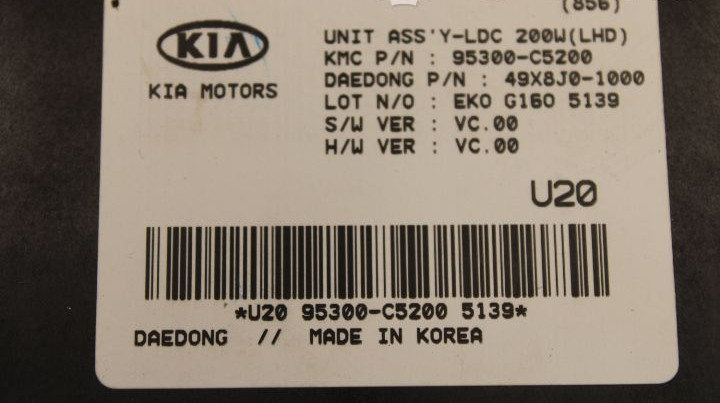 (856)
KIA
KIA MOTORS
UNIT ASS'Y-LDC 200W(LHD)
KMC P/N : 95300-C5200
DAEDONG P/N : 49X8J0-1000
LOT N/O : EKO G160 5139
S/W VER : VC.00
H/W VER : VC.00
U20
*U20 95300-C5200 5139*
DAEDONG // MADE IN KOREA